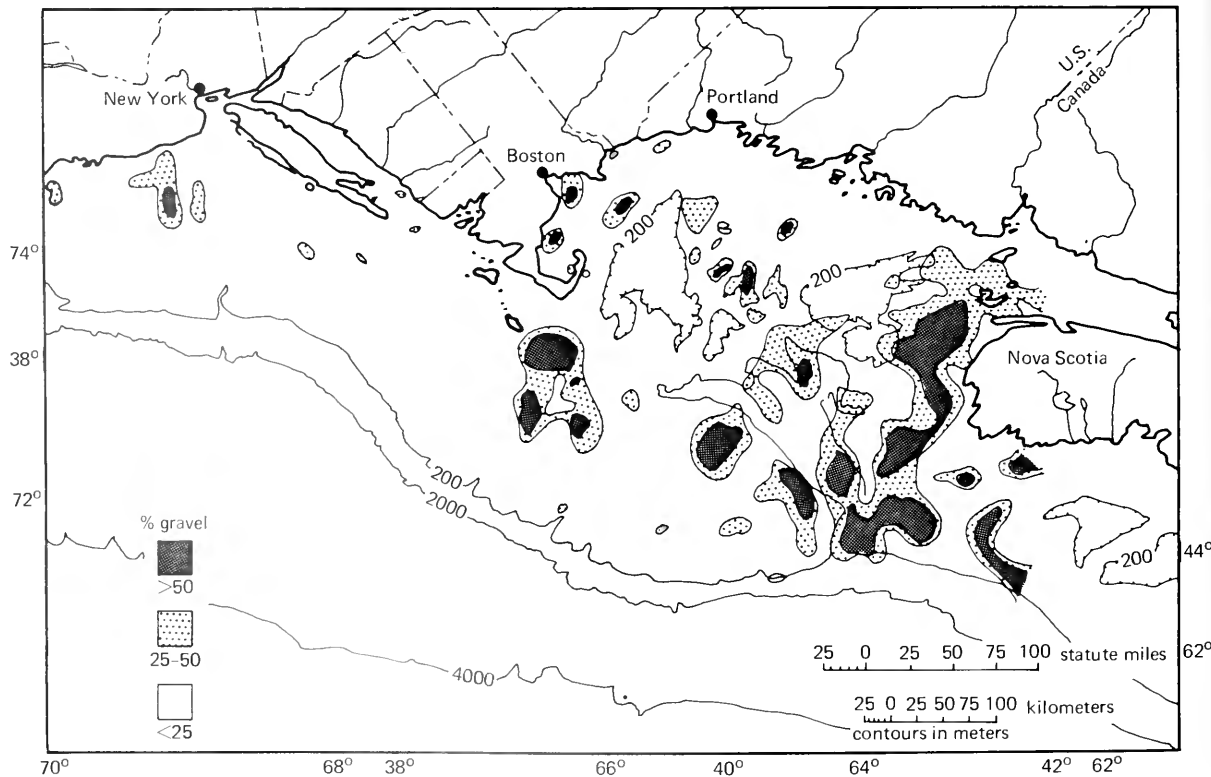 U.S.
Canada
New York
Portland
Boston
200
200
74°
38°
Nova Scotia
200
2000
72°
% gravel
>50
25–50
<25
200
44°
62°
4000
25 0 25 50 75 100 statute miles
25 0 25 50 75 100 kilometers
contours in meters
70° 68° 38° 66° 40° 64° 42° 62°